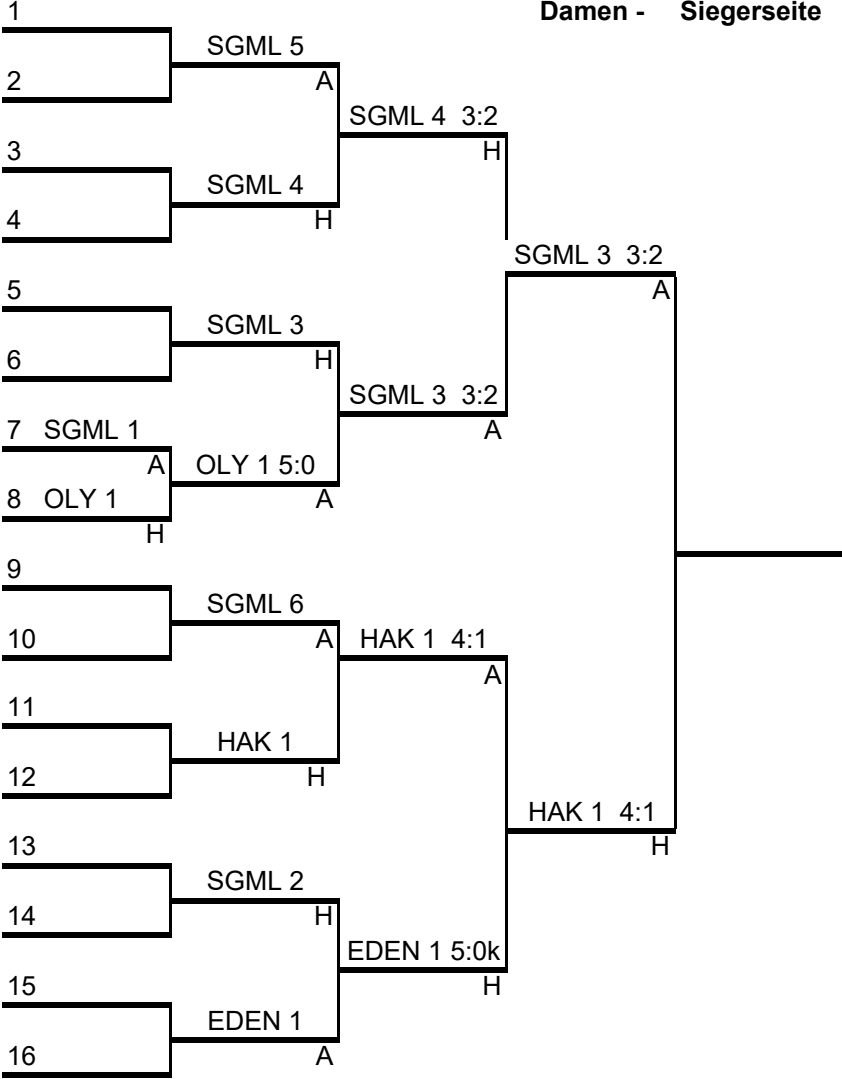 1
Damen - Siegerseite
SGML 5
2
A
SGML 4 3:2
3
H
SGML 4
4
H
SGML 3 3:2
5
A
SGML 3
6
H
SGML 3 3:2
7 SGML 1
A
A
OLY 1 5:0
8 OLY 1
A
H
9
SGML 6
10
A
HAK 1 4:1
A
11
HAK 1
12
H
HAK 1 4:1
13
H
SGML 2
14
H
EDEN 1 5:0k
15
H
EDEN 1
16
A